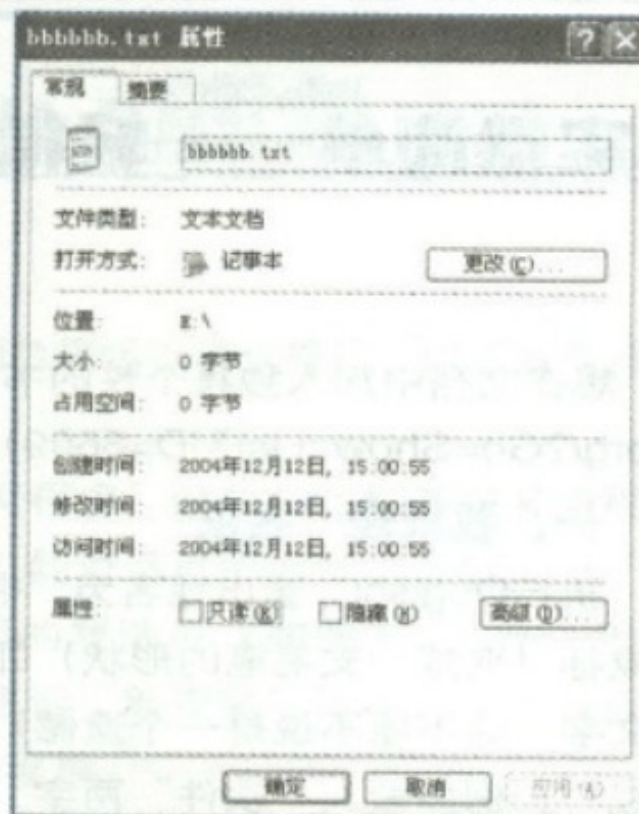 bbbbbb.txt 属性
常规 摘要
bbbbbb.txt
文件类型： 文本文档
打开方式： 记事本 更改(C)...
位置： E:\
大小： 0 字节
占用空间： 0 字节
创建时间： 2004年12月12日，15:00:55
修改时间： 2004年12月12日，15:00:55
访问时间： 2004年12月12日，15:00:55
属性： 只读(R) 隐藏(H) 高级(D)...
确定 取消 应用(A)